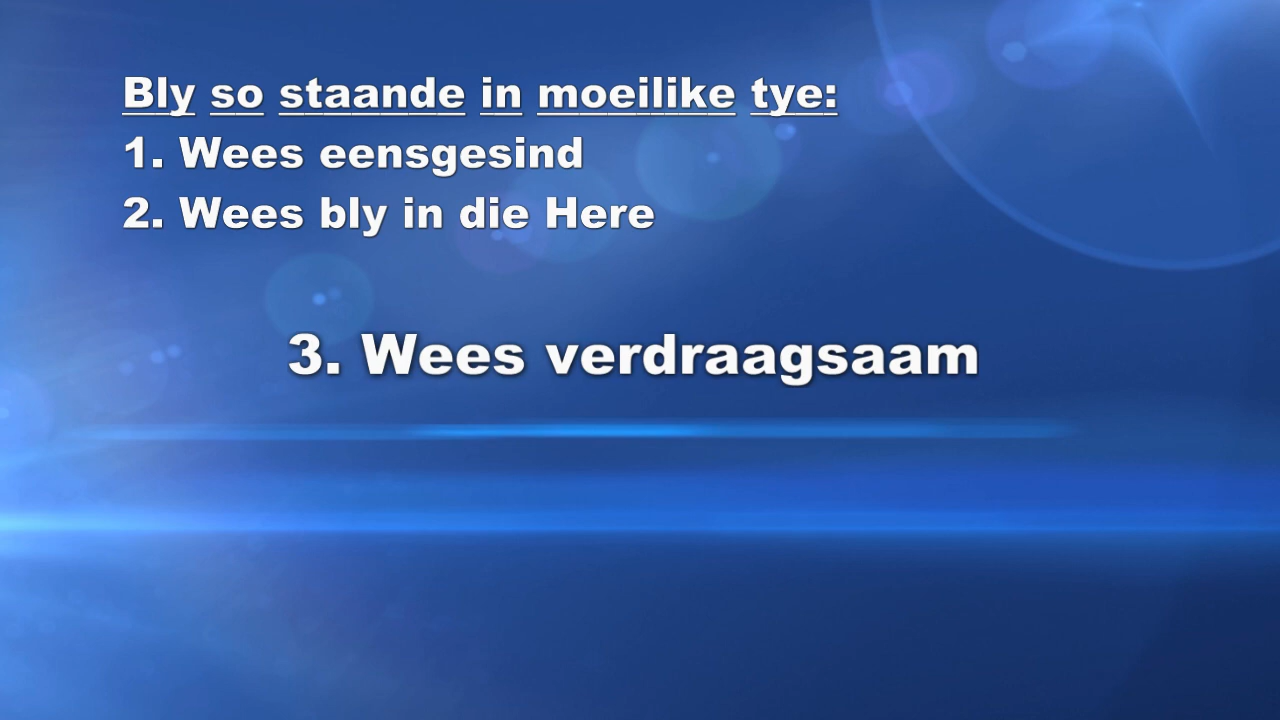 Bly so staande in moeilike tye:
1. Wees eensgesind
2. Wees bly in die Here
3. Wees verdraagsaam